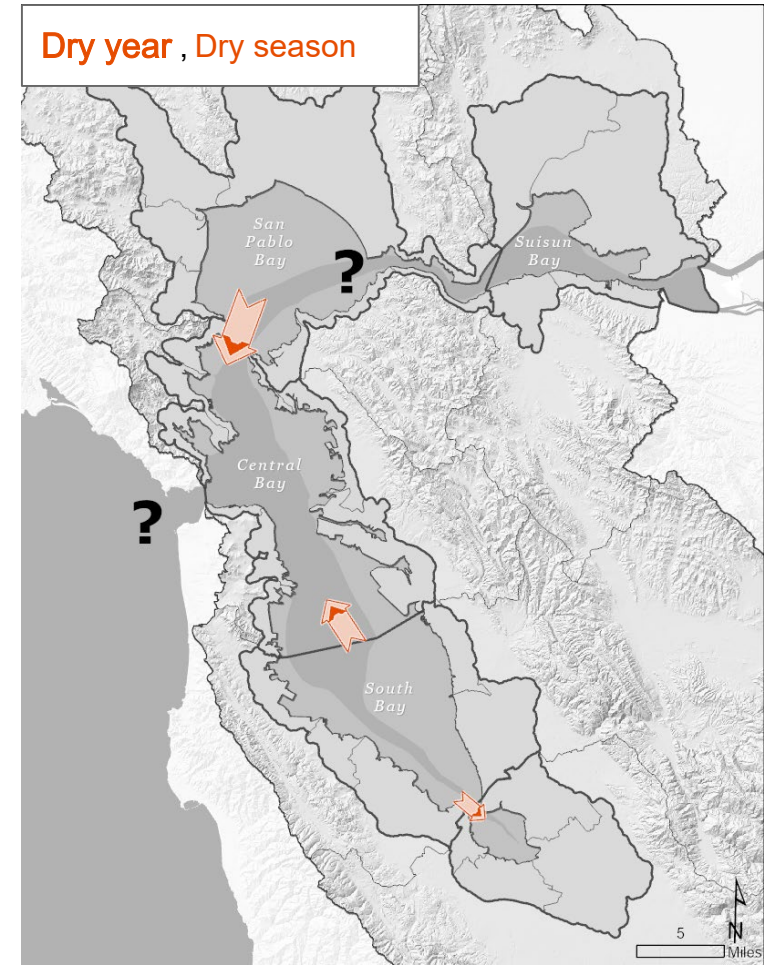 Dry year , Dry season
San
Pablo
Bay
?
Suisun
Bay
Central
Bay
?
South
Bay
N
5
Miles